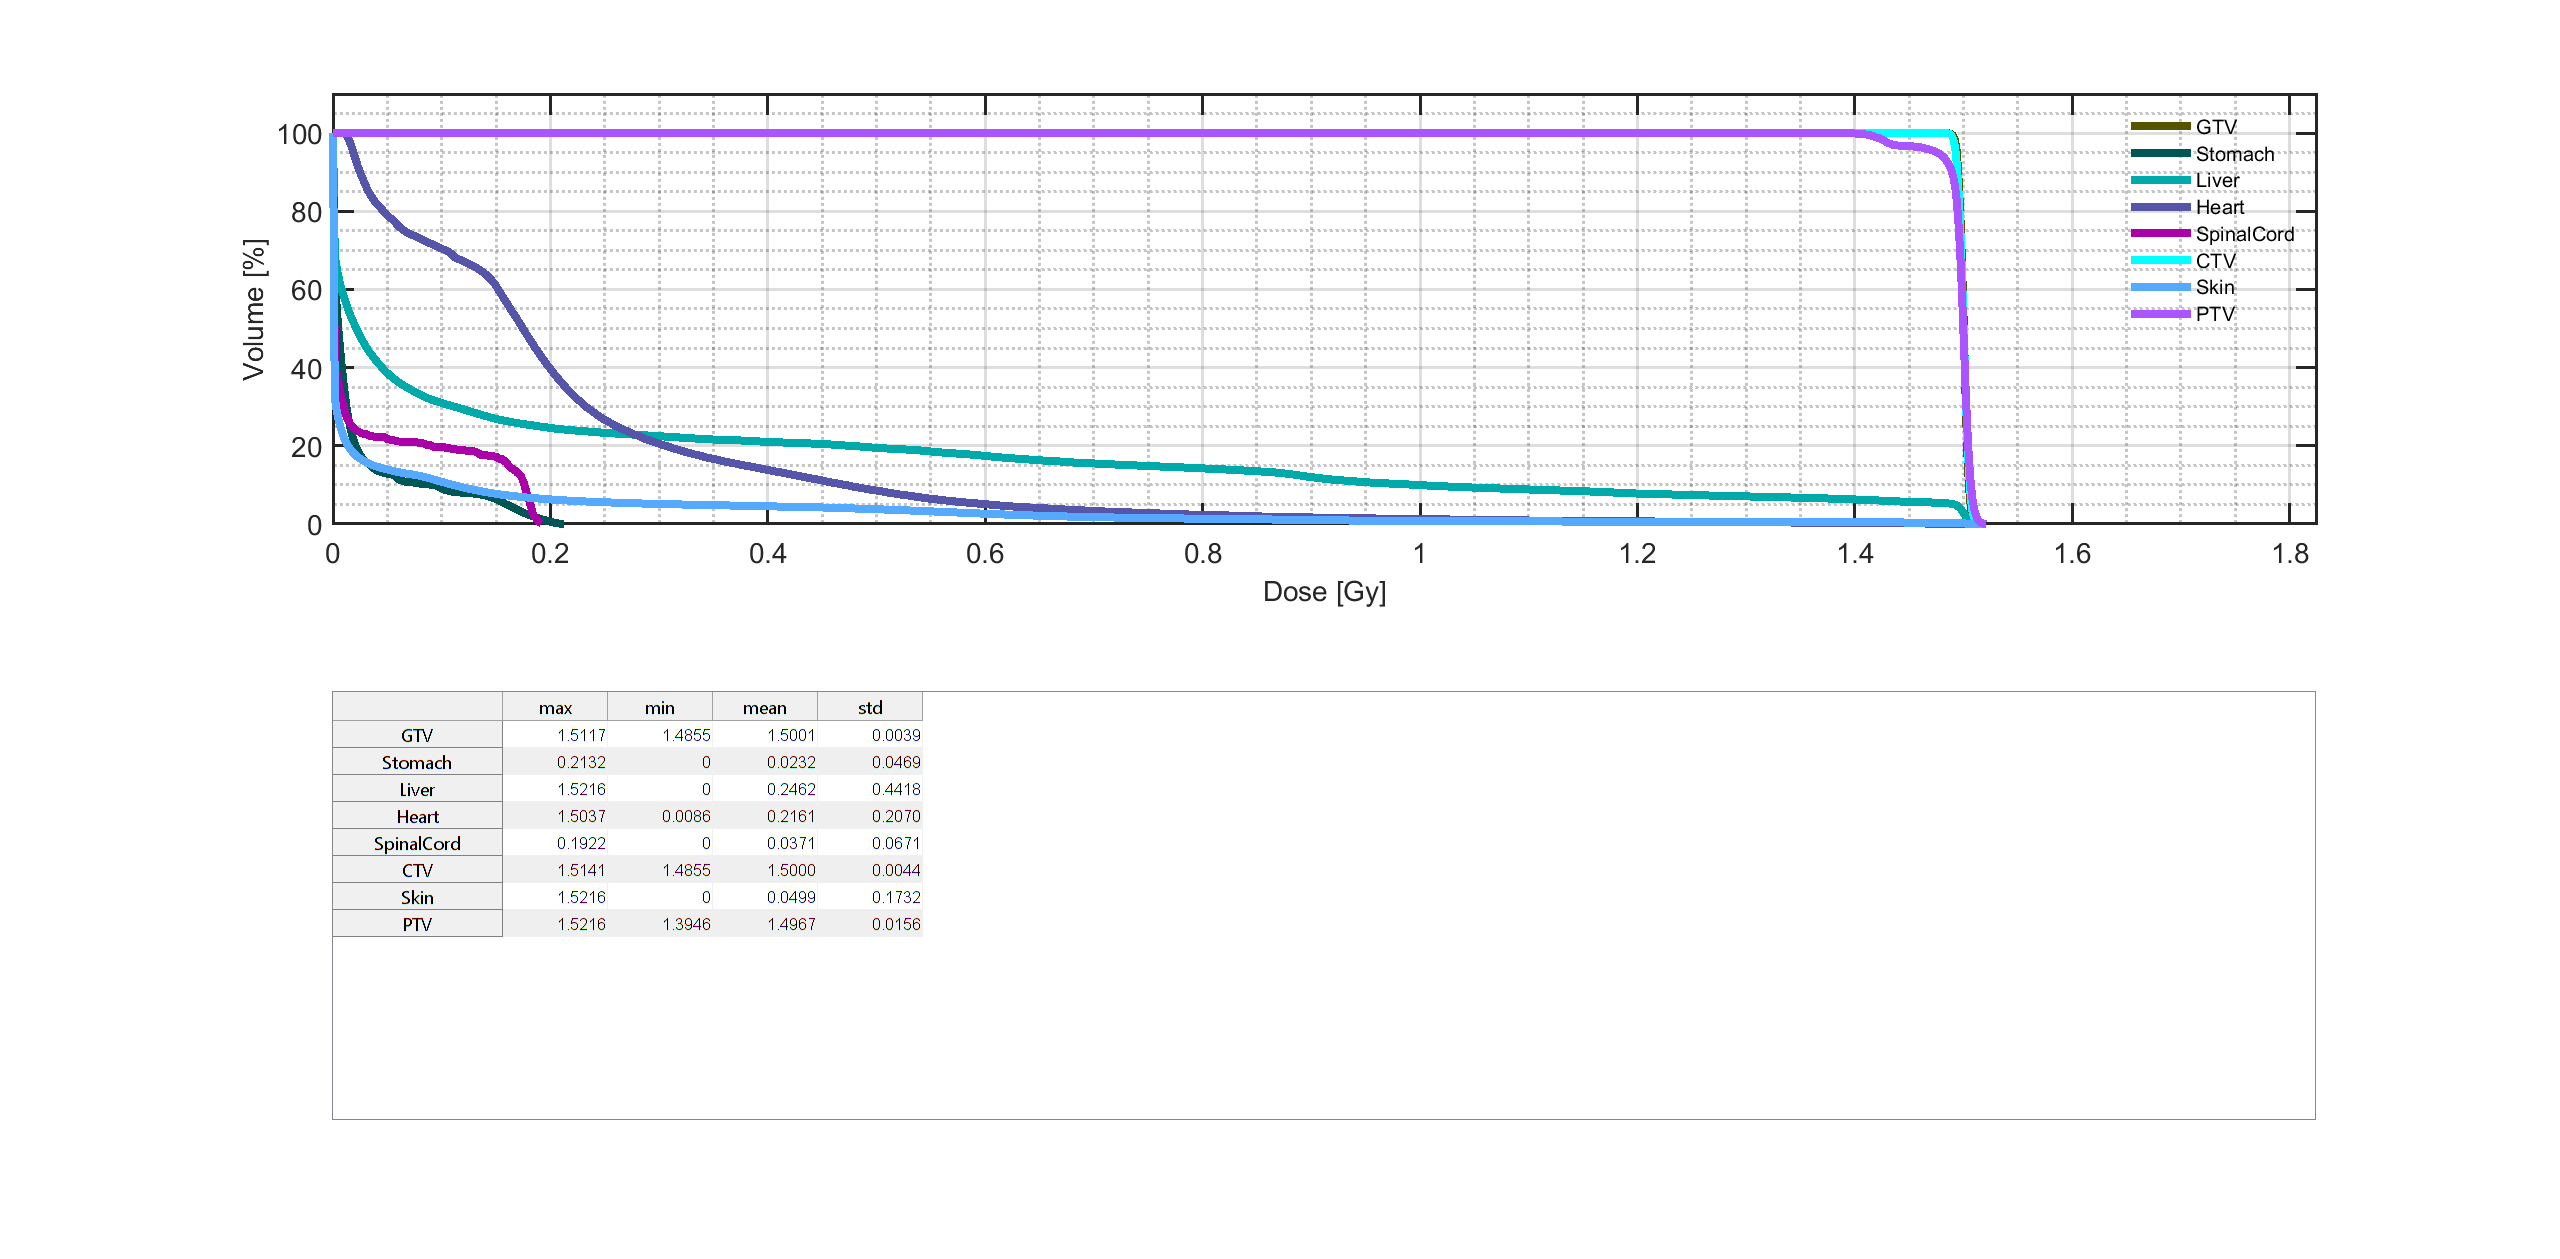 Volume [%]
100
80
60
40
20
0
0 0.2 0.4 0.6 0.8 1 1.2 1.4 1.6 1.8
Dose [Gy]
GTV
Stomach
Liver
Heart
SpinalCord
CTV
Skin
PTV
max min mean std
GTV 1.5117 1.4855 1.5001 0.0039
Stomach 0.2132 0 0.0232 0.0469
Liver 1.5216 0 0.2462 0.4418
Heart 1.5037 0.0086 0.2161 0.2070
SpinalCord 0.1922 0 0.0371 0.0671
CTV 1.5141 1.4855 1.5000 0.0044
Skin 1.5216 0 0.0499 0.1732
PTV 1.5216 1.3946 1.4967 0.0156